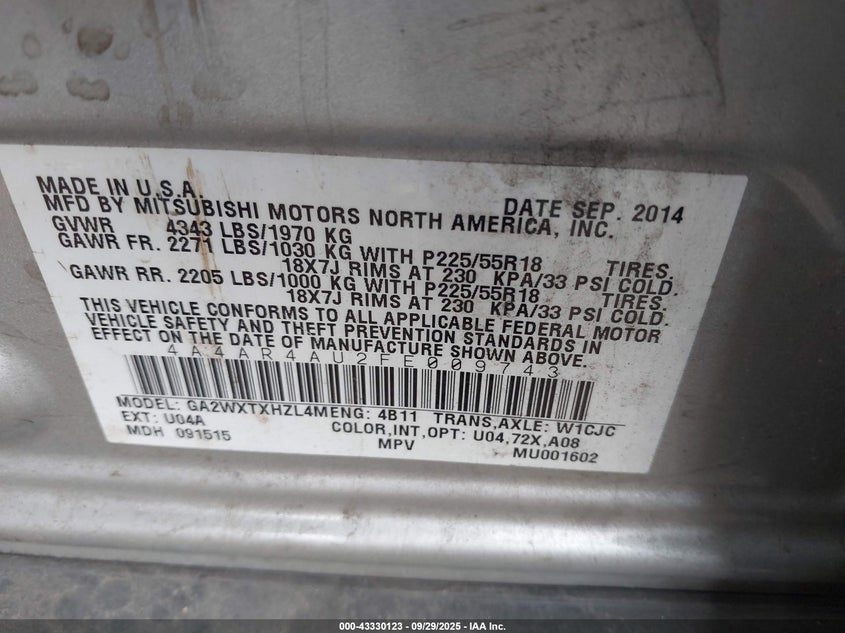 MADE IN U.S.A. DATE SEP. 2014
MFD BY MITSUBISHI MOTORS NORTH AMERICA, INC.
GVWR 4343 LBS/1970 KG
GAWR FR. 2271 LBS/1030 KG WITH P225/55R18 TIRES.
18X7J RIMS AT 230 KPA/33 PSI COLD.
GAWR RR. 2205 LBS/1000 KG WITH P225/55R18 TIRES.
18X7J RIMS AT 230 KPA/33 PSI COLD.
THIS VEHICLE CONFORMS TO ALL APPLICABLE FEDERAL MOTOR
VEHICLE SAFETY AND THEFT PREVENTION STANDARDS IN
EFFECT ON THE DATE OF MANUFACTURE SHOWN ABOVE.
4A4AR4AU2FE009743
MODEL: GA2WXTXHZL4M ENG: 4B11 TRANS,AXLE: W1CJC
EXT: U04A COLOR,INT,OPT: U04,72X,A08
MDH 091515 MPV MU001602
000-43330123 - 09/29/2025 - IAA Inc.